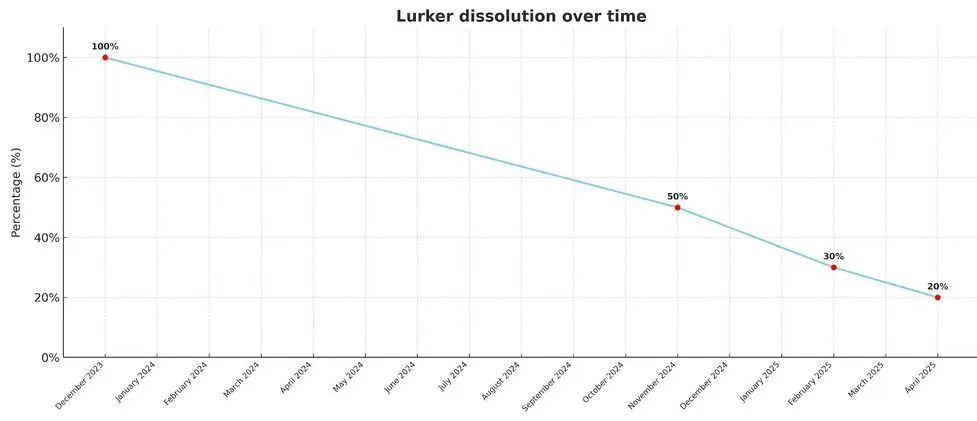 Lurker dissolution over time
Percentage (%)
100%
80%
60%
40%
20%
0%
100%
50%
30%
20%
December 2023
January 2024
February 2024
March 2024
April 2024
May 2024
June 2024
July 2024
August 2024
September 2024
October 2024
November 2024
December 2024
January 2025
February 2025
March 2025
April 2025